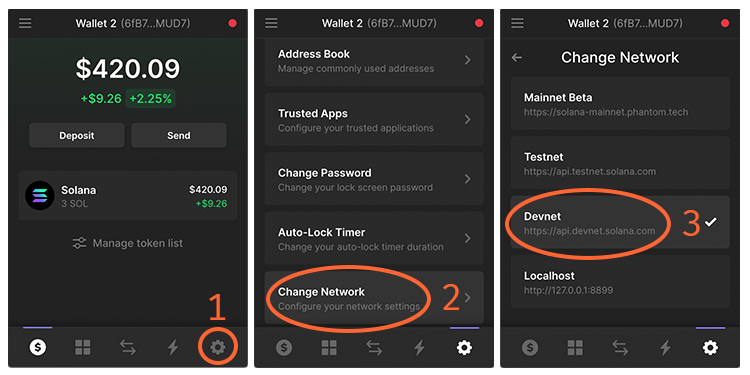 Wallet 2 (6fB7...MUD7)
$420.09
+$9.26 +2.25%
Deposit Send
Solana $420.09
3 SOL +$9.26
Manage token list
1
$
Wallet 2 (6fB7...MUD7)
Address Book
Manage commonly used addresses
Trusted Apps
Configure your trusted applications
Change Password
Change your lock screen password
Auto-Lock Timer
Change your auto-lock timer duration
Change Network
Configure your network settings
2
$
Wallet 2 (6fB7...MUD7)
Change Network
Mainnet Beta
https://solana-mainnet.phantom.tech
Testnet
https://api.testnet.solana.com
Devnet
https://api.devnet.solana.com
3
Localhost
http://127.0.0.1:8899
$